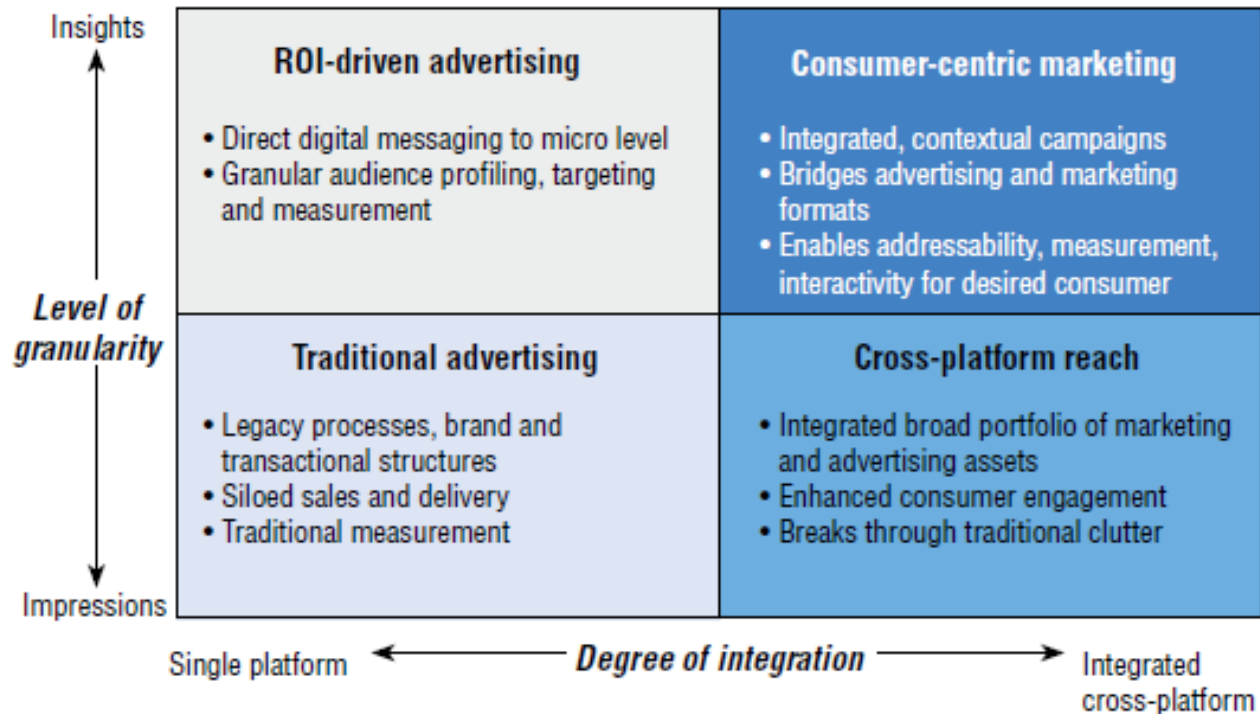 Insights
ROI-driven advertising
• Direct digital messaging to micro level
• Granular audience profiling, targeting
and measurement
Consumer-centric marketing
• Integrated, contextual campaigns
• Bridges advertising and marketing
formats
• Enables addressability, measurement,
interactivity for desired consumer
Level of
granularity
Traditional advertising
• Legacy processes, brand and
transactional structures
• Siloed sales and delivery
• Traditional measurement
Cross-platform reach
• Integrated broad portfolio of marketing
and advertising assets
• Enhanced consumer engagement
• Breaks through traditional clutter
Impressions
Single platform
Degree of integration
Integrated
cross-platform